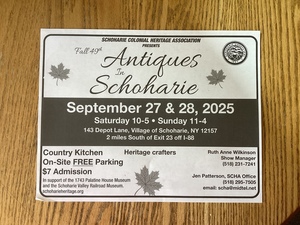 SCHOHARIE COLONIAL HERITAGE ASSOCIATION
PRESENTS
Fall 49th
Antiques
In
Schoharie
September 27 & 28, 2025
Saturday 10-5 • Sunday 11-4
143 Depot Lane, Village of Schoharie, NY 12157
2 miles South of Exit 23 off I-88
Country Kitchen
On-Site FREE Parking
$7 Admission
In support of the 1743 Palatine House Museum
and the Schoharie Valley Railroad Museum.
schoharieheritage.org
Heritage crafters
Ruth Anne Wilkinson
Show Manager
(518) 231-7241
Jen Patterson, SCHA Office
(518) 295-7505
email: scha@midtel.net